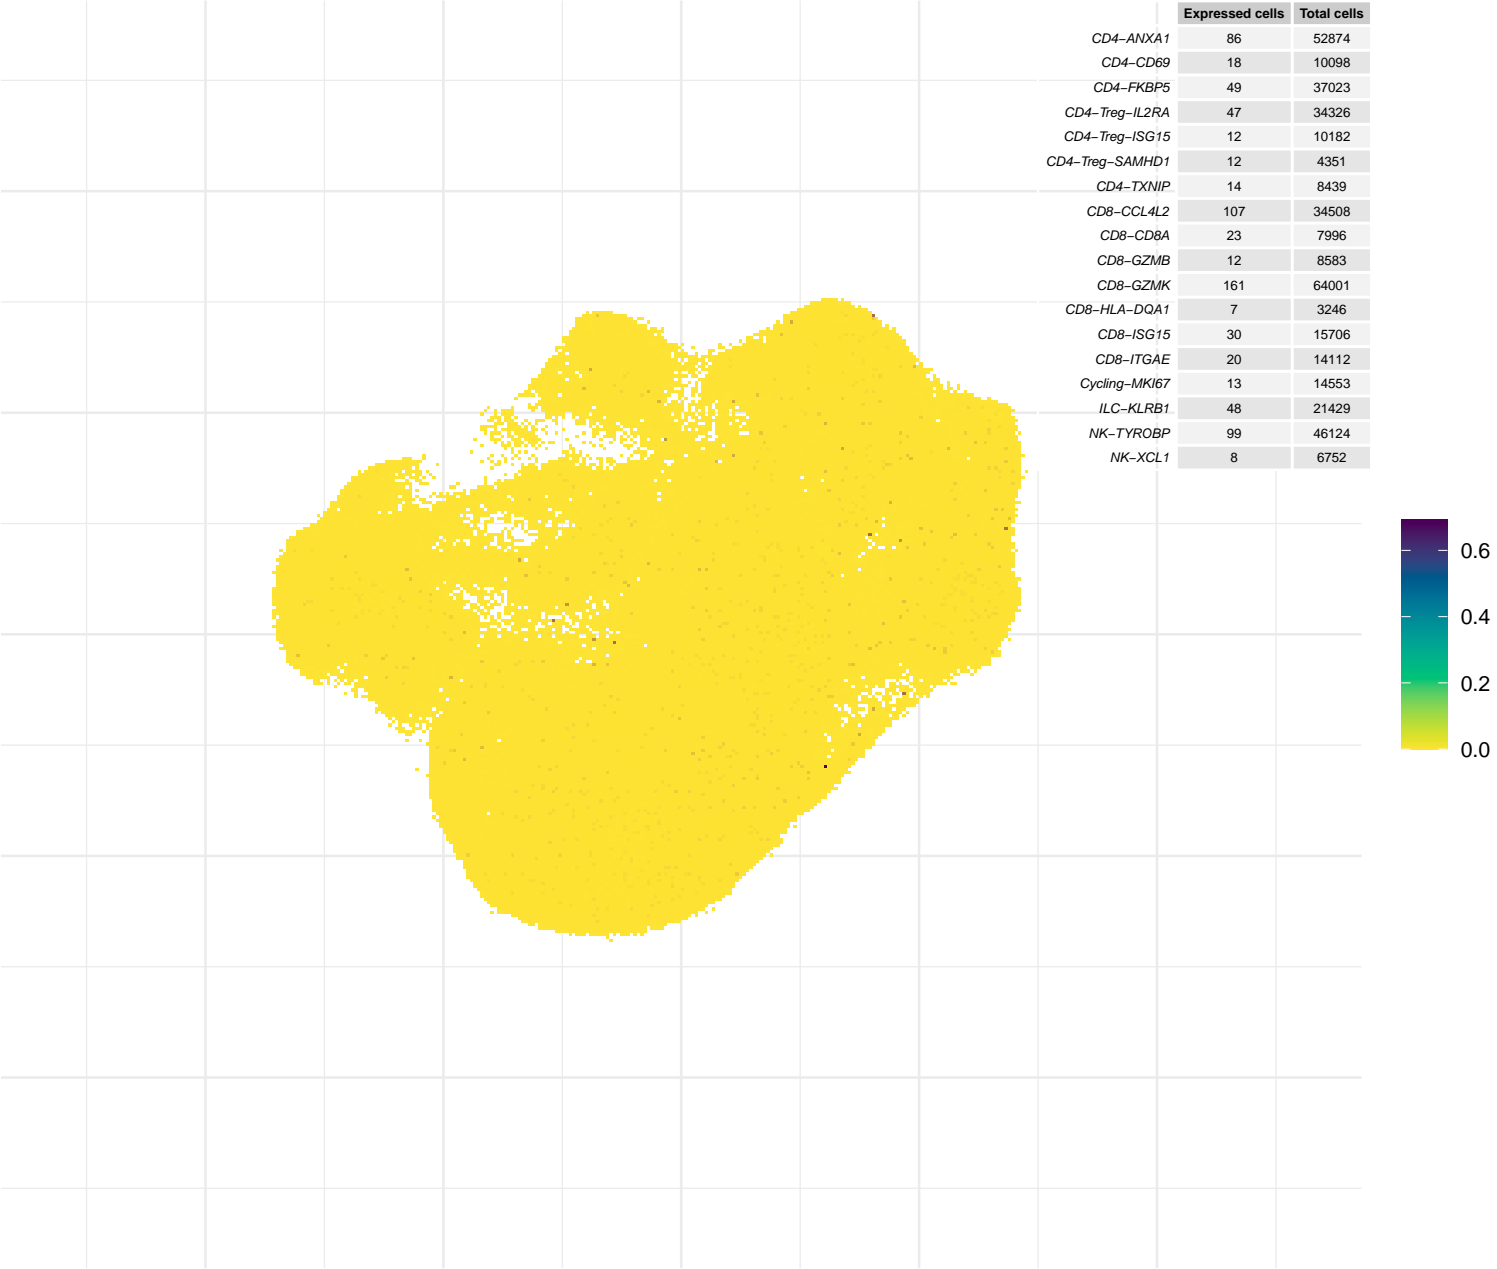 Expressed cells Total cells
CD4−ANXA1 86 52874
CD4−CD69 18 10098
CD4−FKBP5 49 37023
CD4−Treg−IL2RA 47 34326
CD4−Treg−ISG15 12 10182
CD4−Treg−SAMHD1 12 4351
CD4−TXNIP 14 8439
CD8−CCL4L2 107 34508
CD8−CD8A 23 7996
CD8−GZMB 12 8583
CD8−GZMK 161 64001
CD8−HLA−DQA1 7 3246
CD8−ISG15 30 15706
CD8−ITGAE 20 14112
Cycling−MKI67 13 14553
ILC−KLRB1 48 21429
NK−TYROBP 99 46124
NK−XCL1 8 6752
0.6
0.4
0.2
0.0